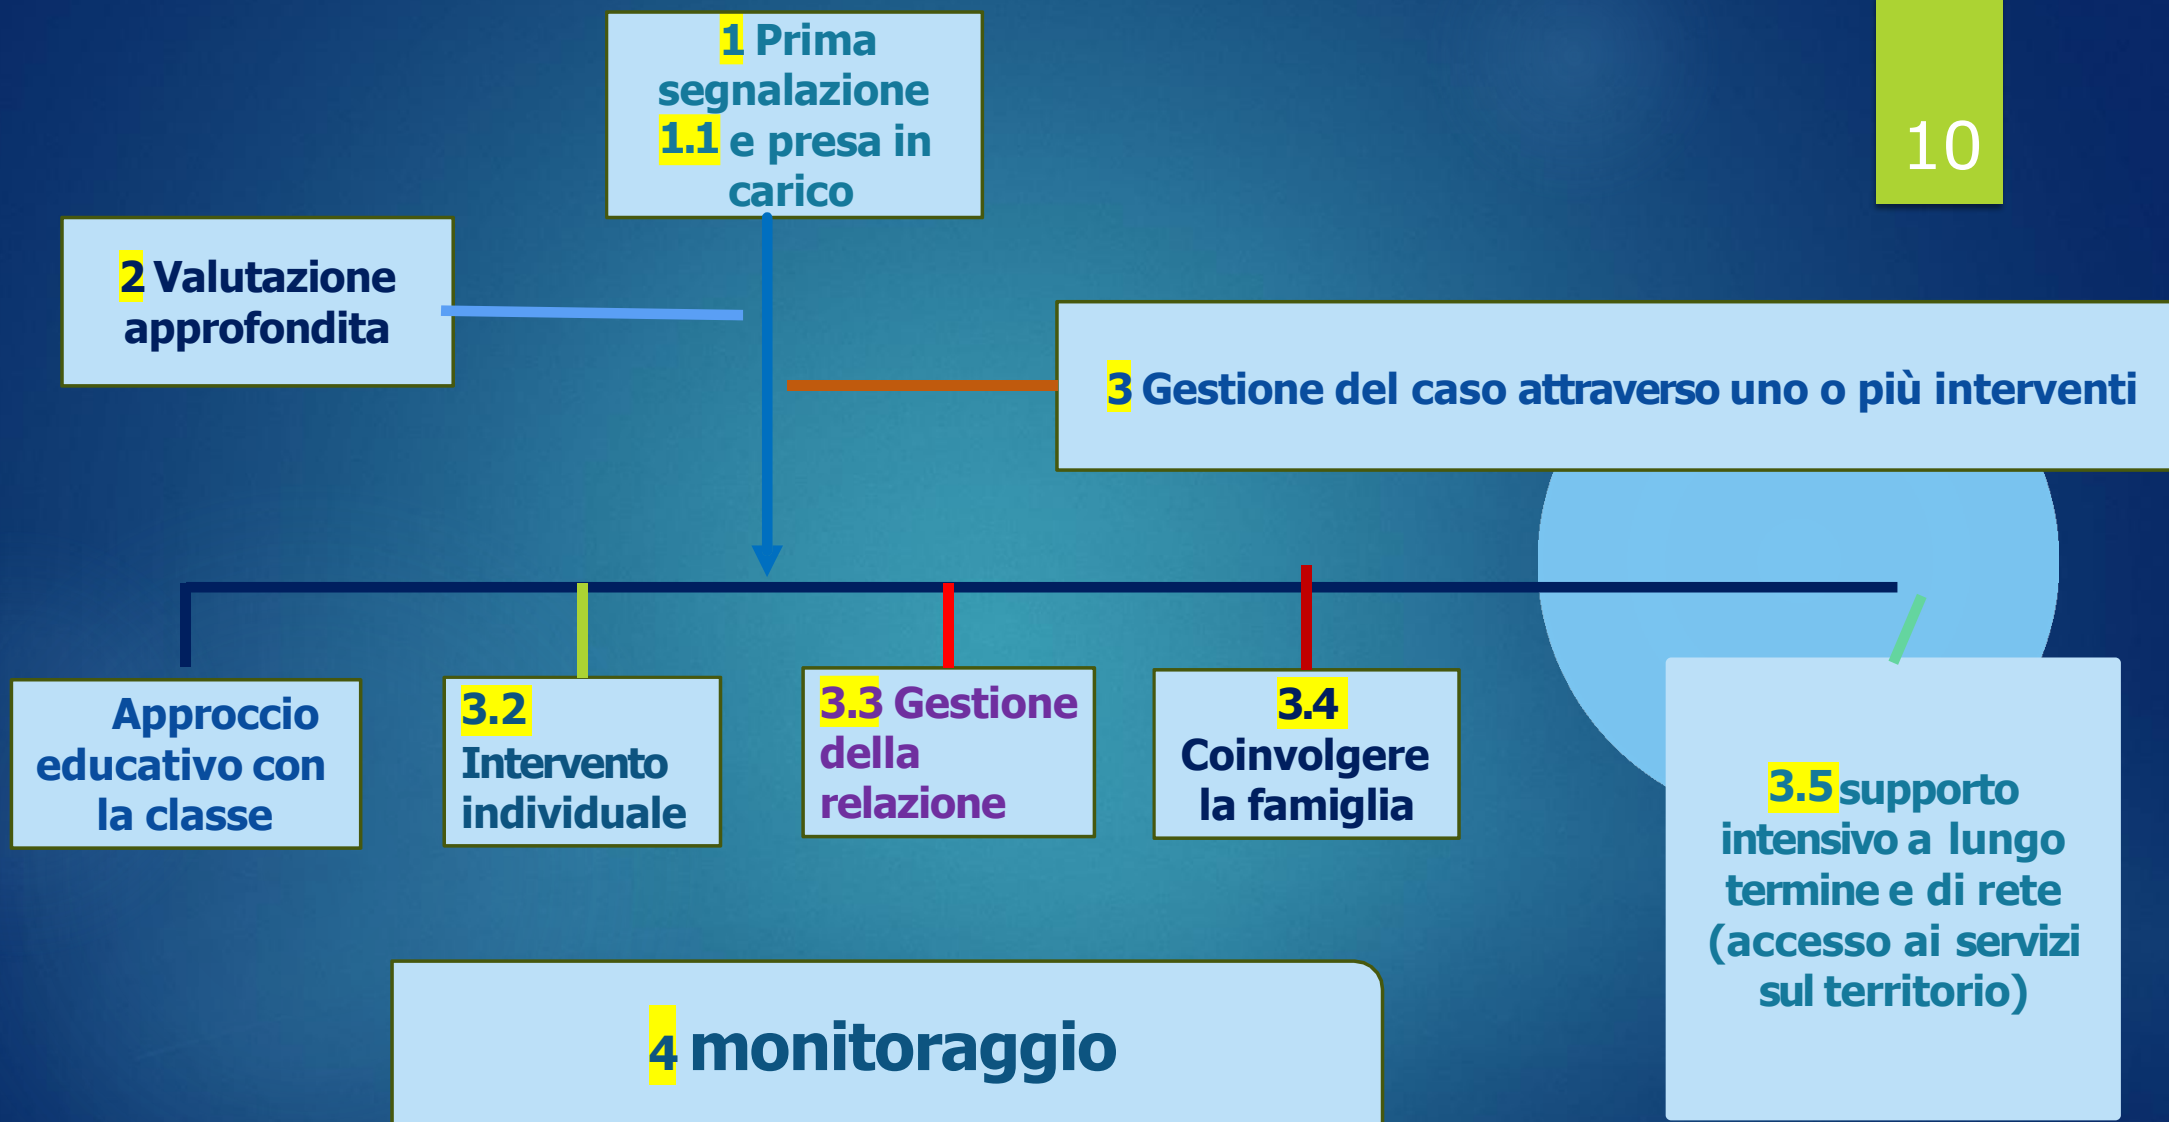 1 Prima
segnalazione
1.1 e presa in
carico
10
2 Valutazione
approfondita
3 Gestione del caso attraverso uno o più interventi
Approccio
educativo con
la classe
3.2
Intervento
individuale
3.3 Gestione
della
relazione
3.4
Coinvolgere
la famiglia
3.5 supporto
intensivo a lungo
termine e di rete
(accesso ai servizi
sul territorio)
4 monitoraggio